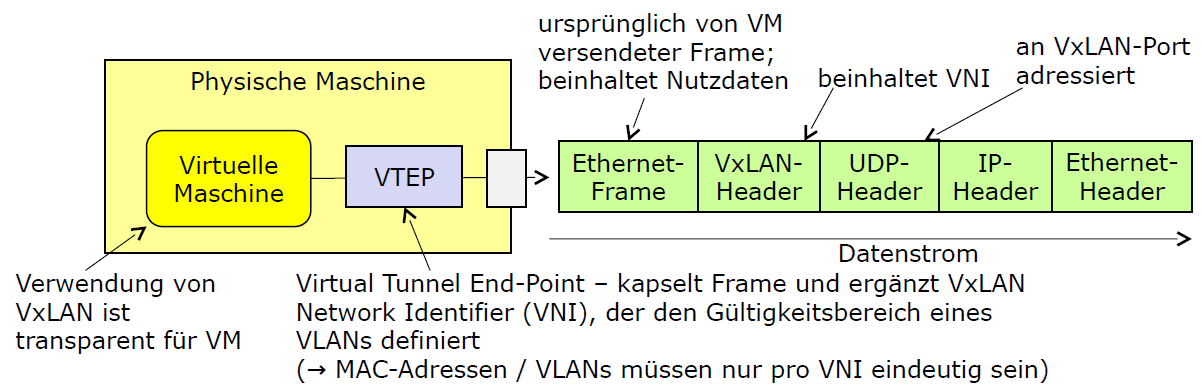 ursprünglich von VM
versendeter Frame;
beinhaltet Nutzdaten
an VxLAN-Port
adressiert
beinhaltet VNI
Physische Maschine
Virtuelle
Maschine
VTEP
Ethernet-
Frame
VxLAN-
Header
UDP-
Header
IP-
Header
Ethernet-
Header
Datenstrom
Verwendung von
VxLAN ist
transparent für VM
Virtual Tunnel End-Point – kapselt Frame und ergänzt VxLAN
Network Identifier (VNI), der den Gültigkeitsbereich eines
VLANs definiert
(→ MAC-Adressen / VLANs müssen nur pro VNI eindeutig sein)